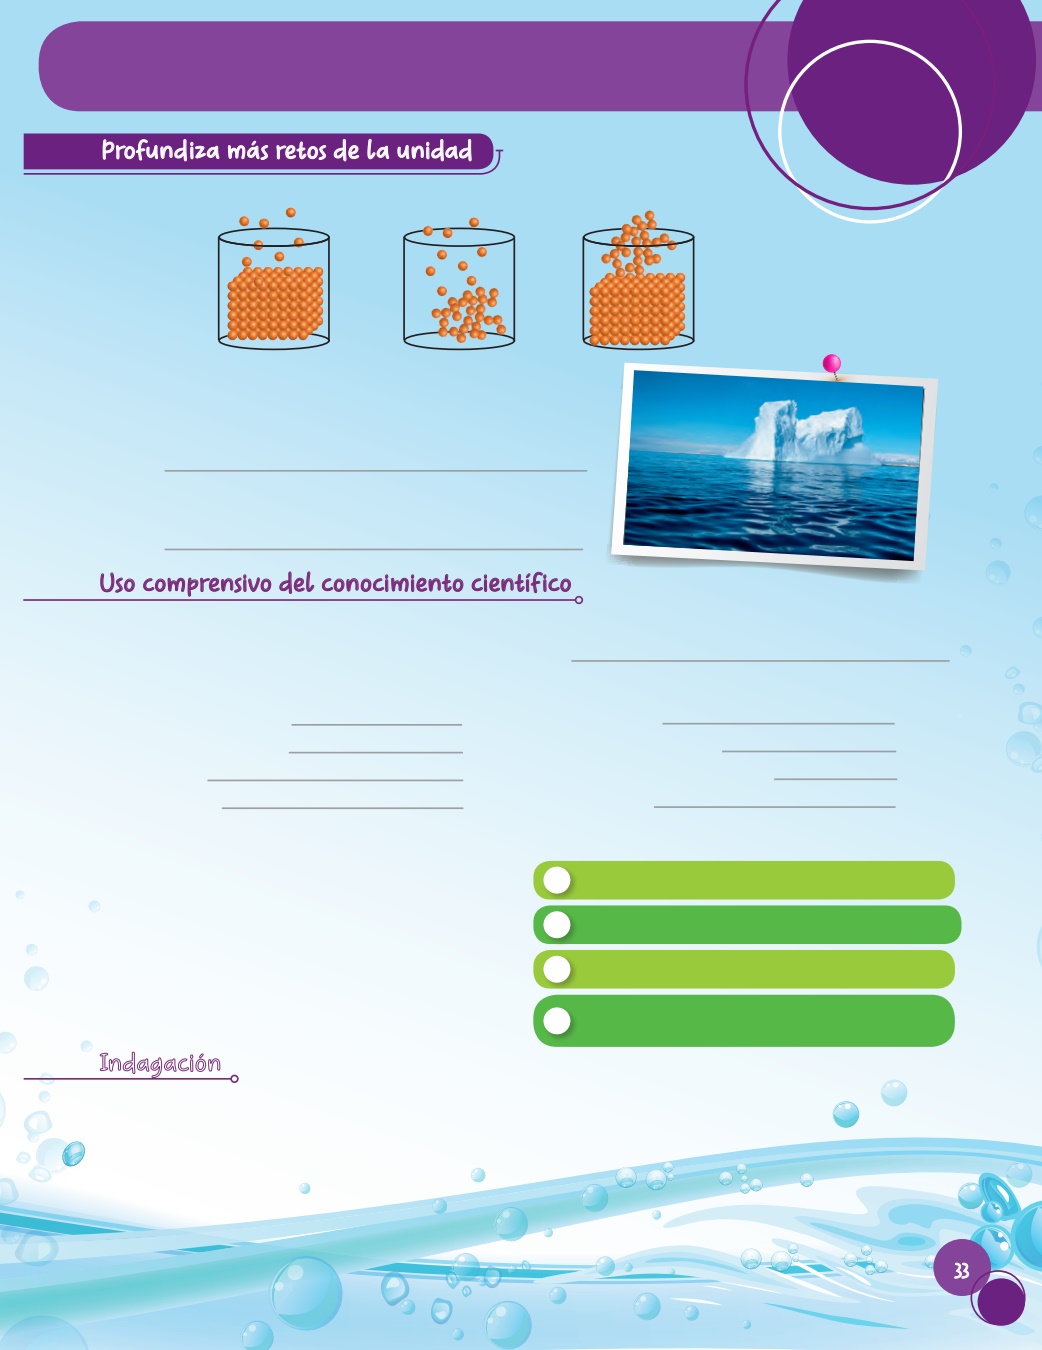 Profundiza más retos de la unidad
Uso comprensivo del conocimiento científico
Indagación
33